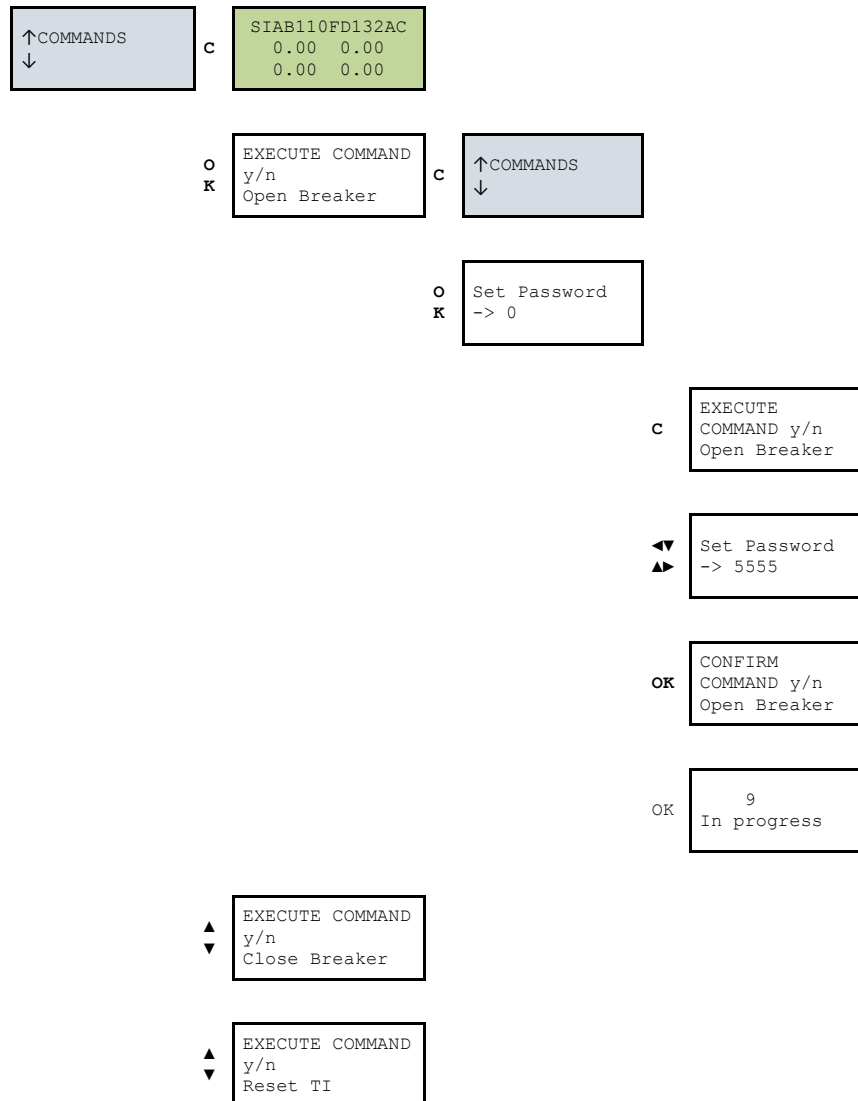 ↑COMMANDS
↓
C
SIAB110FD132AC
0.00 0.00
0.00 0.00
O
K
EXECUTE COMMAND
y/n
Open Breaker
C
↑COMMANDS
↓
O
K
Set Password
-> 0
C
EXECUTE
COMMAND y/n
Open Breaker
◄▼
▲►
Set Password
-> 5555
OK
CONFIRM
COMMAND y/n
Open Breaker
OK
9
In progress
▲
▼
EXECUTE COMMAND
y/n
Close Breaker
▲
▼
EXECUTE COMMAND
y/n
Reset TI